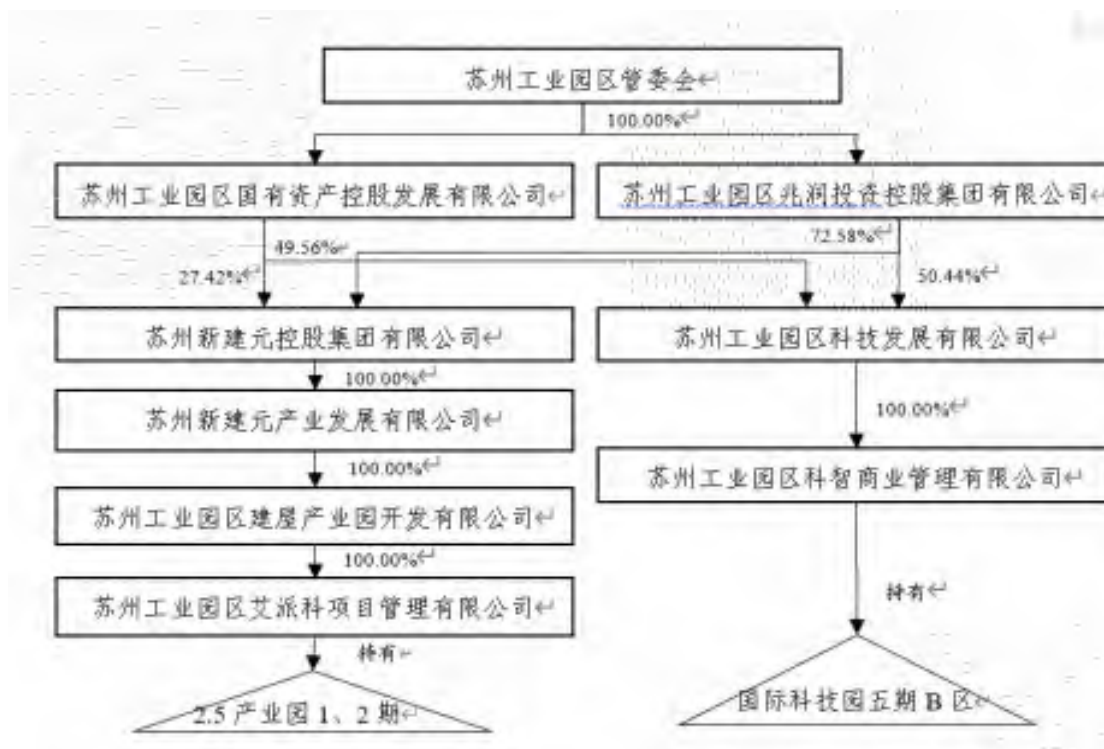 苏州工业园区管委会↵
100.00%↵
苏州工业园区国有资产控股发展有限公司↵
苏州工业园区兆润投资控股集团有限公司↵
49.56%↵
72.58%↵
27.42%↵
50.44%↵
苏州新建元控股集团有限公司↵
苏州工业园区科技发展有限公司↵
100.00%↵
苏州新建元产业发展有限公司↵
100.00%↵
100.00%↵
苏州工业园区科智商业管理有限公司↵
苏州工业园区建屋产业园开发有限公司↵
100.00%↵
苏州工业园区艾派科项目管理有限公司↵
持有↵
持有↵
2.5 产业园 1、2 期↵
国际科技园五期 B 区↵